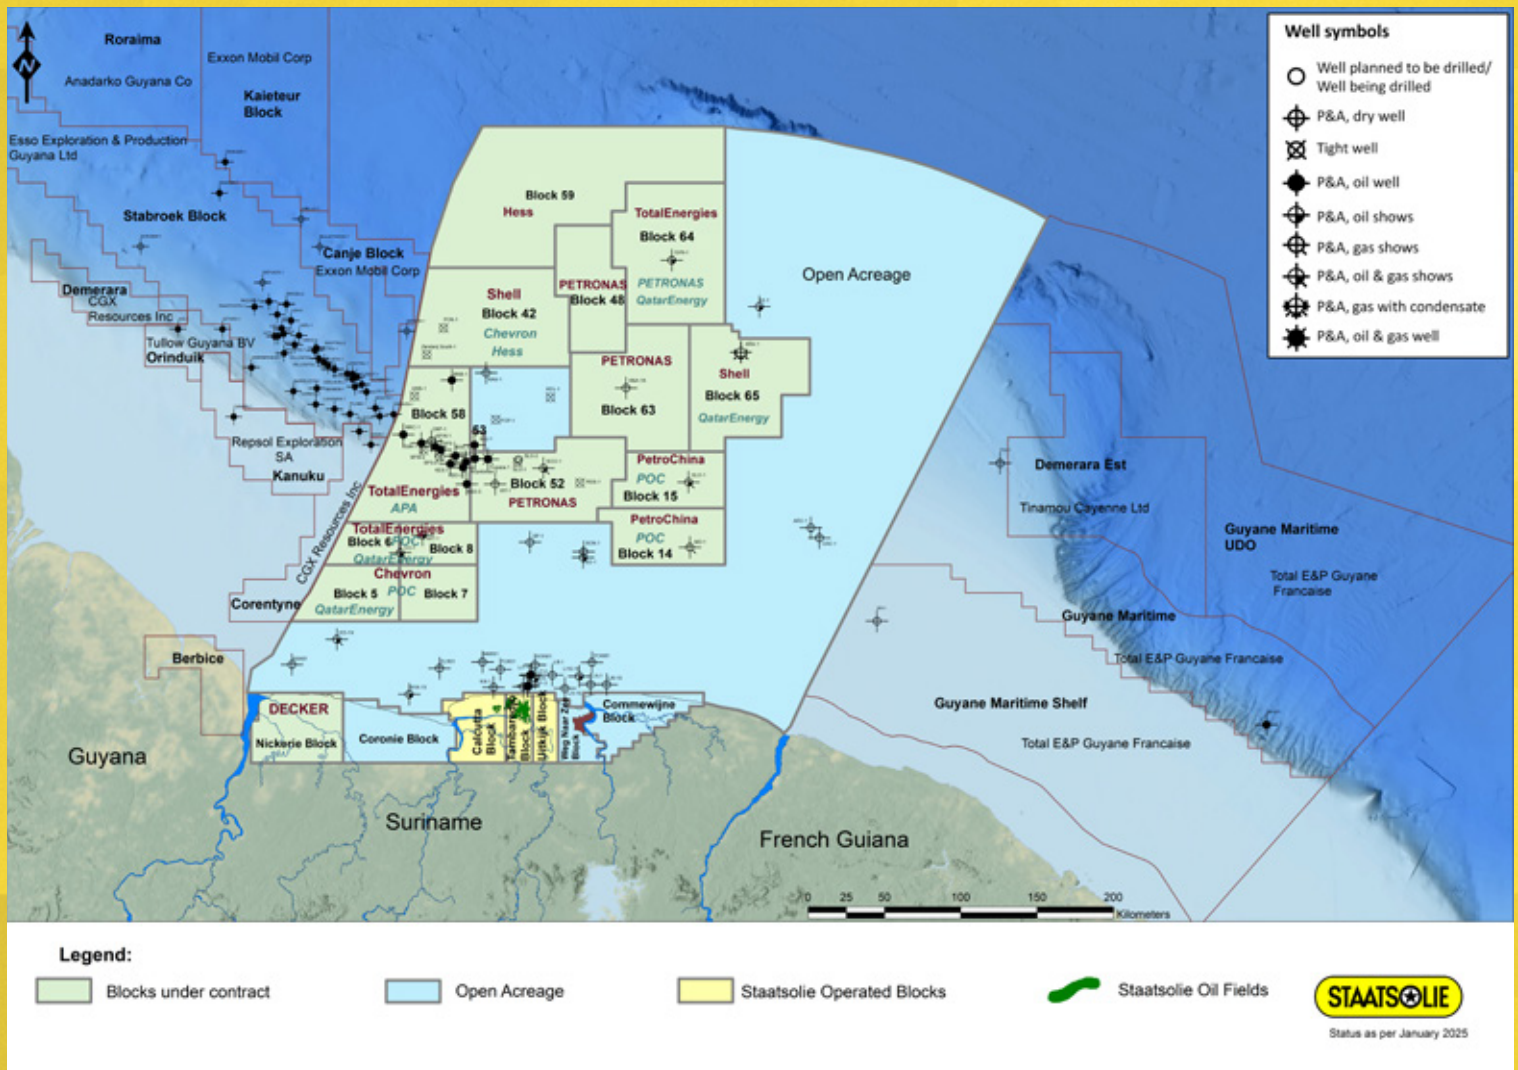 Roraima
Anadarko Guyana Co
Exxon Mobil Corp
Kaieteur
Block
Esso Exploration & Production
Guyana Ltd
Stabroek Block
Canje Block
Exxon Mobil Corp
Demerara
CGX
Resources Inc
Tullow Guyana BV
Orinduik
Repsol Exploration
SA
Kanuku
CGX Resources Inc
Corentyne
Berbice
N
Block 59
Hess
TotalEnergies
Block 64
PETRONAS
QatarEnergy
PETRONAS
Block 48
Shell
Block 42
Chevron
Hess
PETRONAS
Block 63
Shell
Block 65
QatarEnergy
Open Acreage
Block 58
53
TotalEnergies
APA
Block 52
PETRONAS
PetroChina
POC
Block 15
PetroChina
POC
Block 14
TotalEnergies
Block 6
POC
Block 8
QatarEnergy
Chevron
Block 5
POC
Block 7
QatarEnergy
DECKER
Nickerie Block
Coronie Block
Calcutta
Block
Tambaredjo
Block
Uitkijk Block
Weg Naar Zee
Block
Commewijne
Block
Guyana
Suriname
French Guiana
Demerara Est
Tinamou Cayenne Ltd
Guyane Maritime
UDO
Total E&P Guyane
Francaise
Guyane Maritime
Total E&P Guyane Francaise
Guyane Maritime Shelf
Total E&P Guyane Francaise
0 25 50 100 150 200
Kilometers
Well symbols
Well planned to be drilled/
Well being drilled
P&A, dry well
Tight well
P&A, oil well
P&A, oil shows
P&A, gas shows
P&A, oil & gas shows
P&A, gas with condensate
P&A, oil & gas well
Legend:
Blocks under contract
Open Acreage
Staatsolie Operated Blocks
Staatsolie Oil Fields
STAATSOLIE
Status as per January 2025